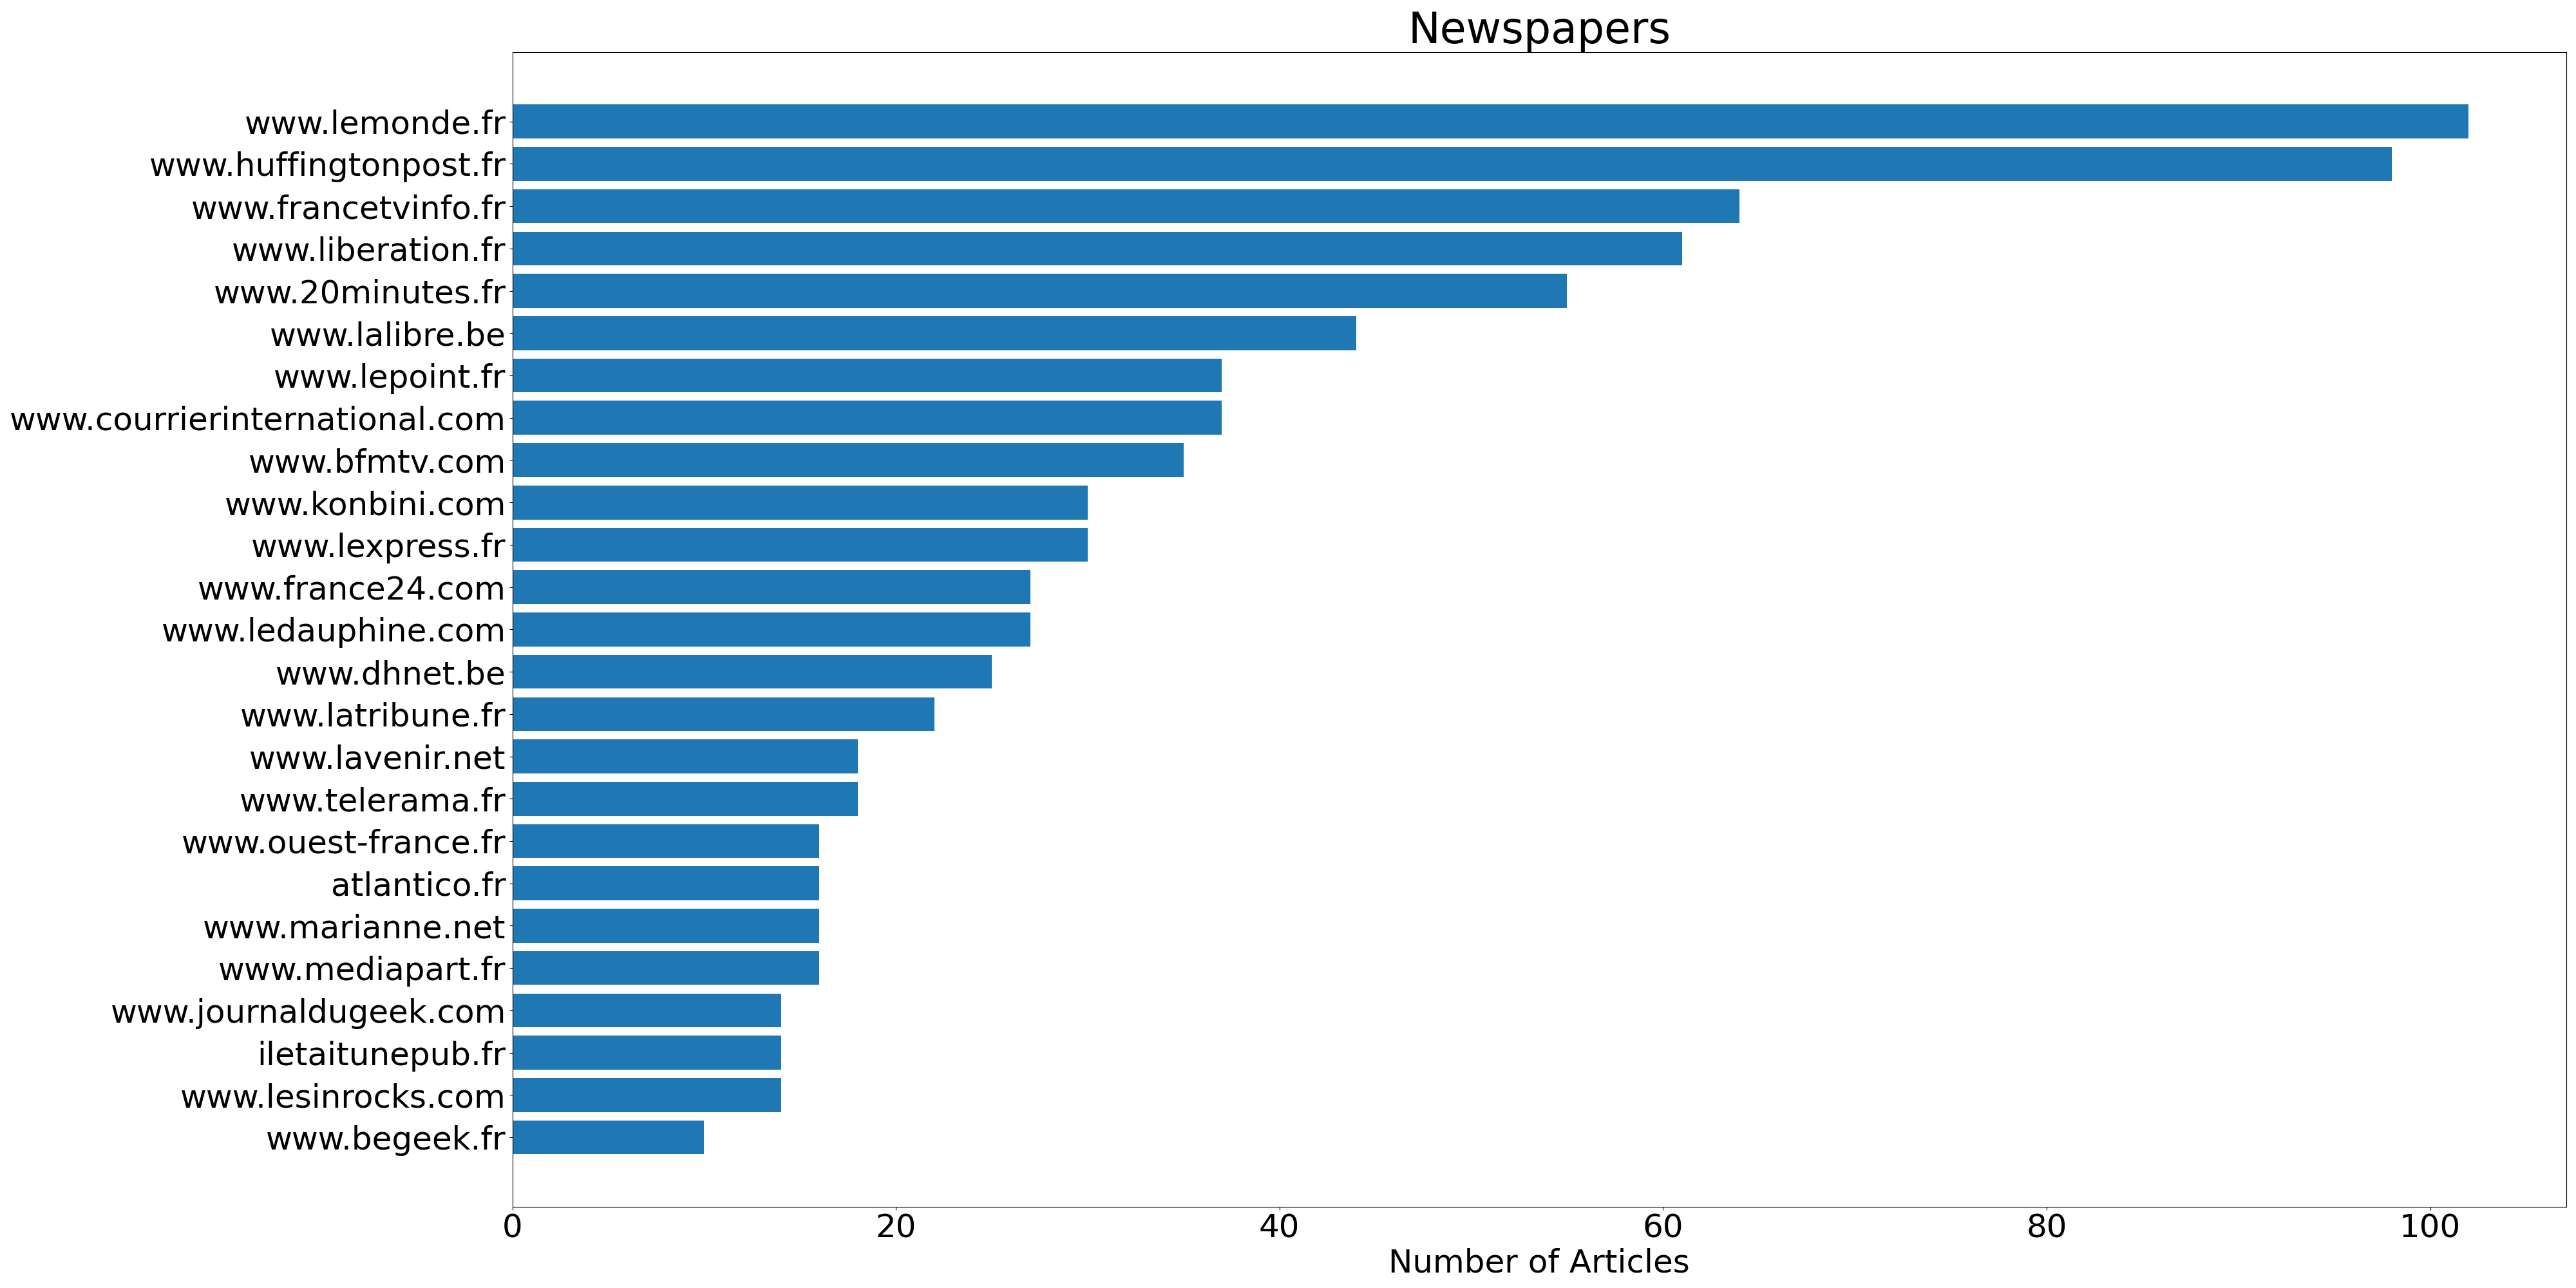 Newspapers
www.lemonde.fr
www.huffingtonpost.fr
www.francetvinfo.fr
www.liberation.fr
www.20minutes.fr
www.lalibre.be
www.lepoint.fr
www.courrierinternational.com
www.bfmtv.com
www.konbini.com
www.lexpress.fr
www.france24.com
www.ledauphine.com
www.dhnet.be
www.latribune.fr
www.lavenir.net
www.telerama.fr
www.ouest-france.fr
atlantico.fr
www.marianne.net
www.mediapart.fr
www.journaldugeek.com
iletaitunepub.fr
www.lesinrocks.com
www.begeek.fr
0 20 40 60 80 100
Number of Articles